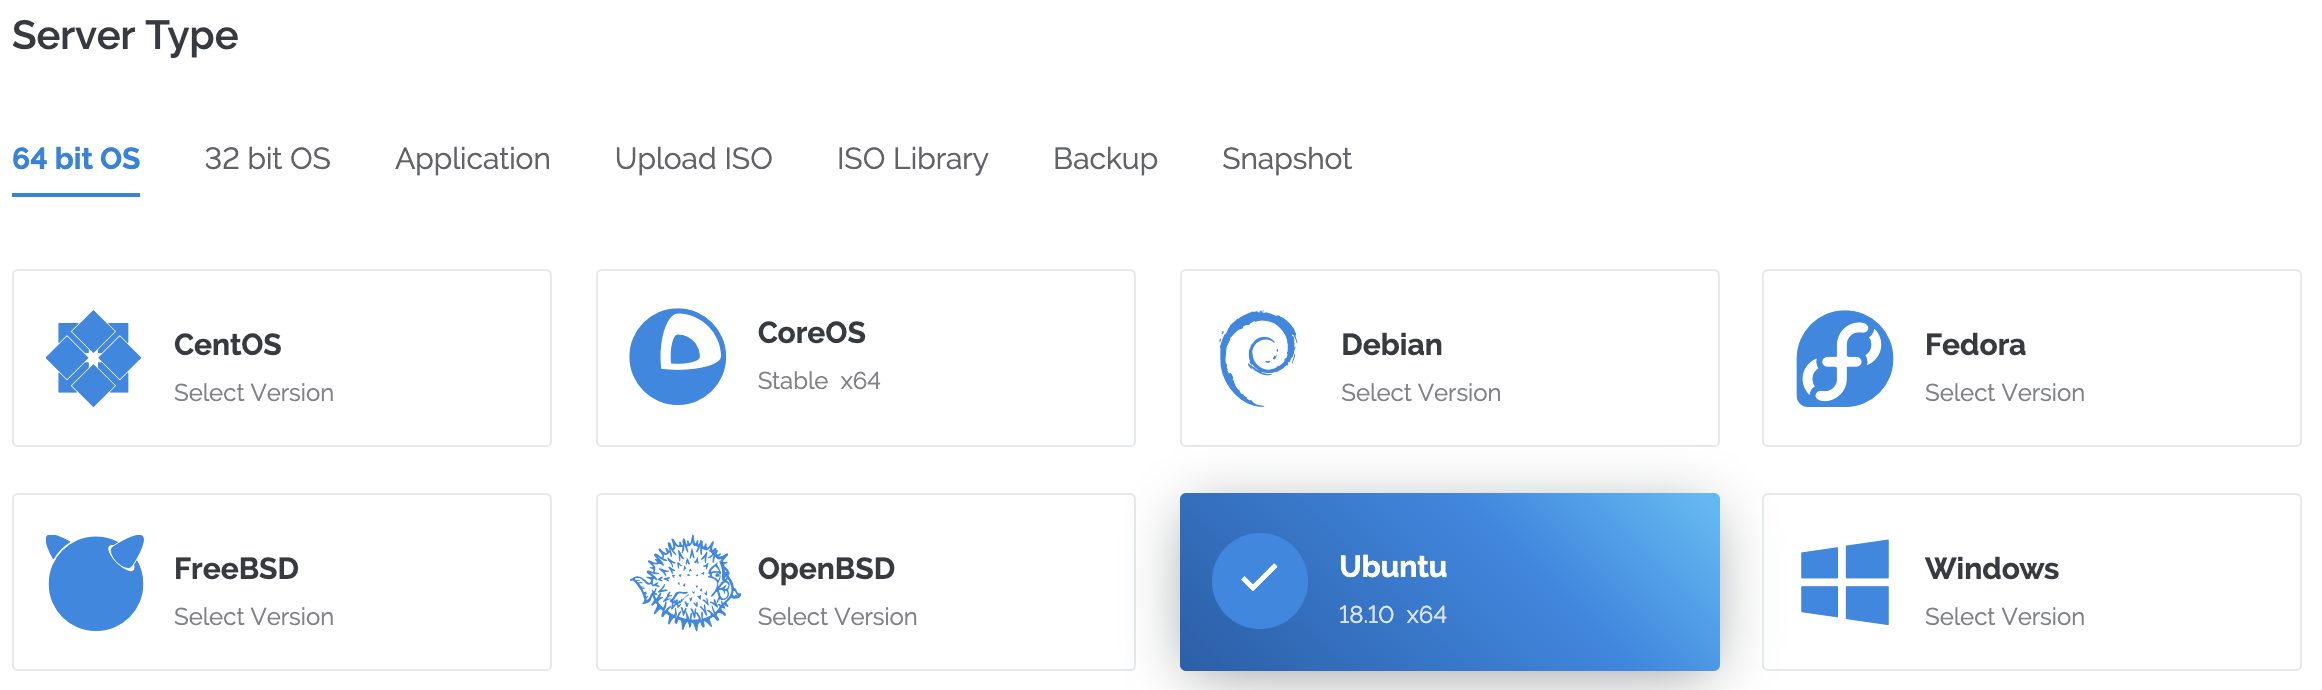 Server Type
64 bit OS
32 bit OS
Application
Upload ISO
ISO Library
Backup
Snapshot
CentOS
Select Version
CoreOS
Stable x64
Debian
Select Version
Fedora
Select Version
FreeBSD
Select Version
OpenBSD
Select Version
Ubuntu
18.10 x64
Windows
Select Version